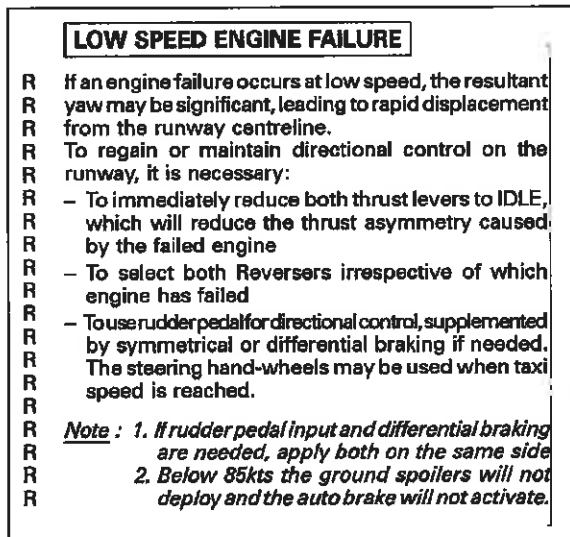 LOW SPEED ENGINE FAILURE
R If an engine failure occurs at low speed, the resultant
R yaw may be significant, leading to rapid displacement
R from the runway centreline.
R To regain or maintain directional control on the
R runway, it is necessary:
R – To immediately reduce both thrust levers to IDLE,
R which will reduce the thrust asymmetry caused
R by the failed engine
R – To select both Reversers irrespective of which
R engine has failed
R – To use rudder pedal for directional control, supplemented
R by symmetrical or differential braking if needed.
R The steering hand-wheels may be used when taxi
R speed is reached.
R
R Note : 1. If rudder pedal input and differential braking
R are needed, apply both on the same side
R 2. Below 85kts the ground spoilers will not
R deploy and the auto brake will not activate.